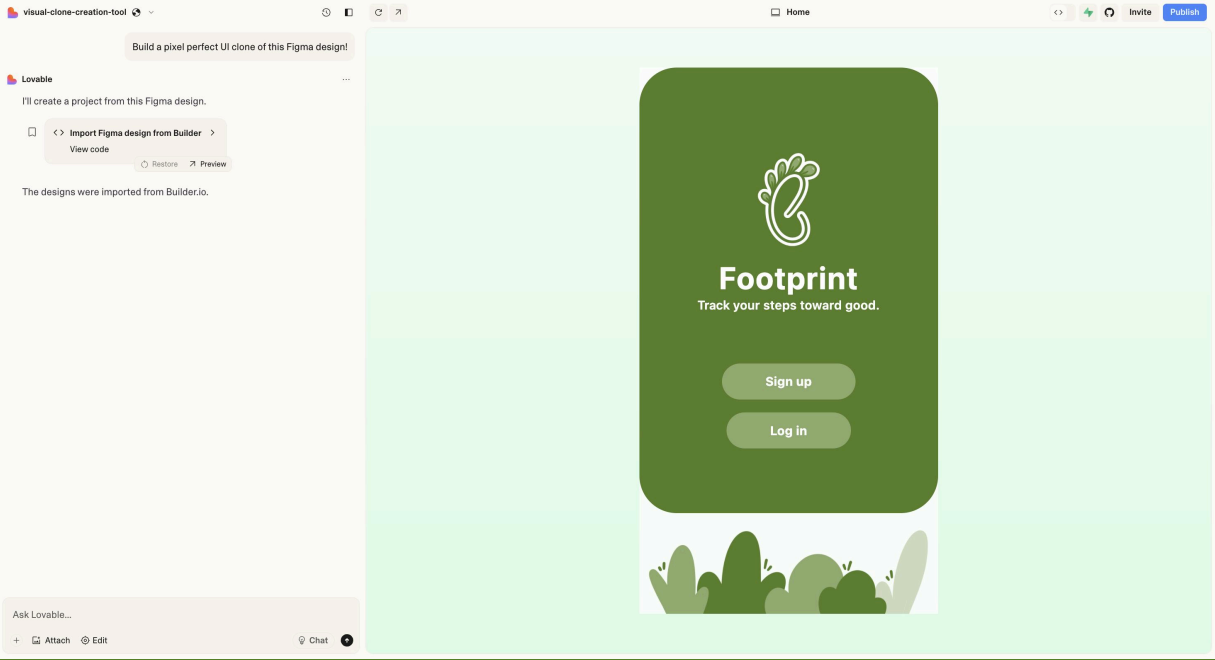 visual-clone-creation-tool
Home
Invite
Publish
Build a pixel perfect UI clone of this Figma design!
Lovable
I'll create a project from this Figma design.
Import Figma design from Builder
View code
Restore
Preview
The designs were imported from Builder.io.
Footprint
Track your steps toward good.
Sign up
Log in
Ask Lovable...
Attach
Edit
Chat